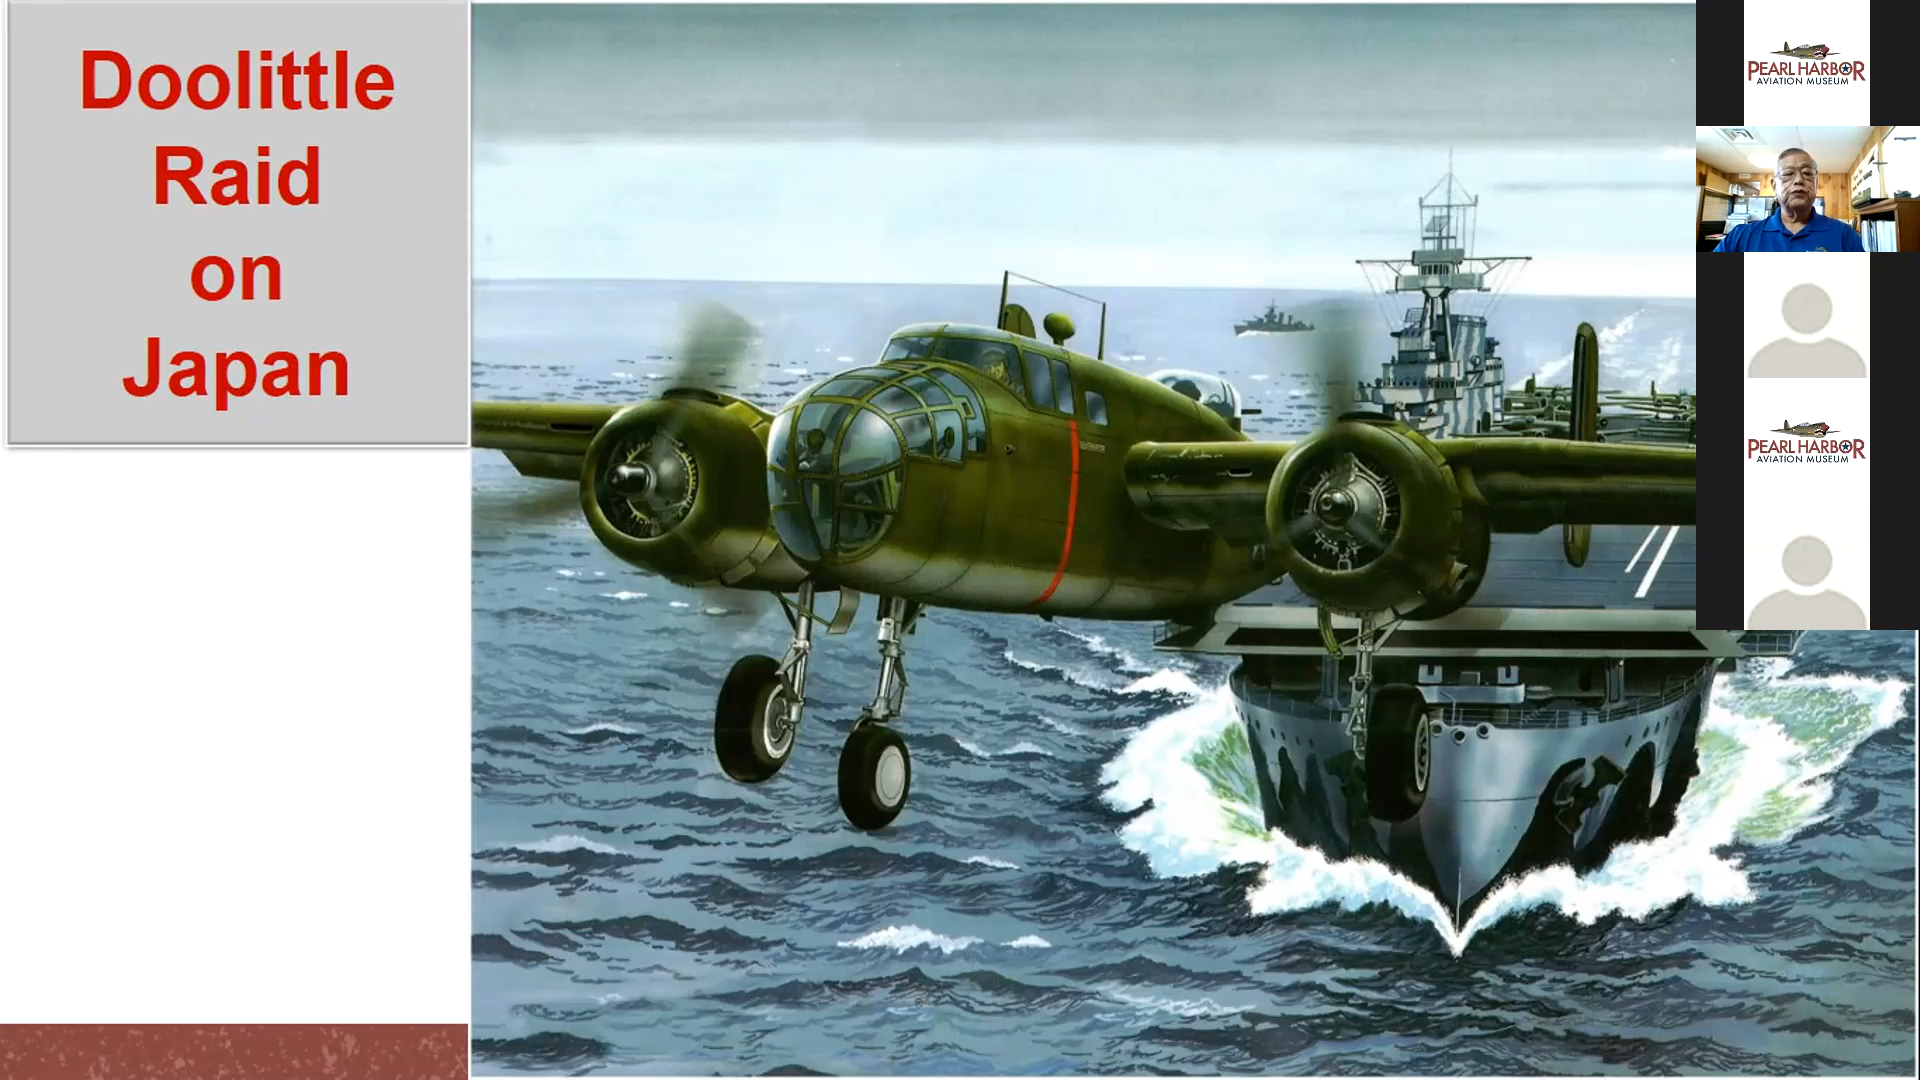 Doolittle
Raid
on
Japan
PEARL HARBOR
AVIATION MUSEUM
PEARL HARBOR
AVIATION MUSEUM